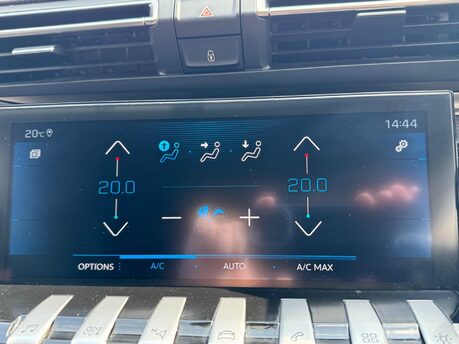 20°C 14:44
20.0 20.0
OPTIONS A/C AUTO A/C MAX